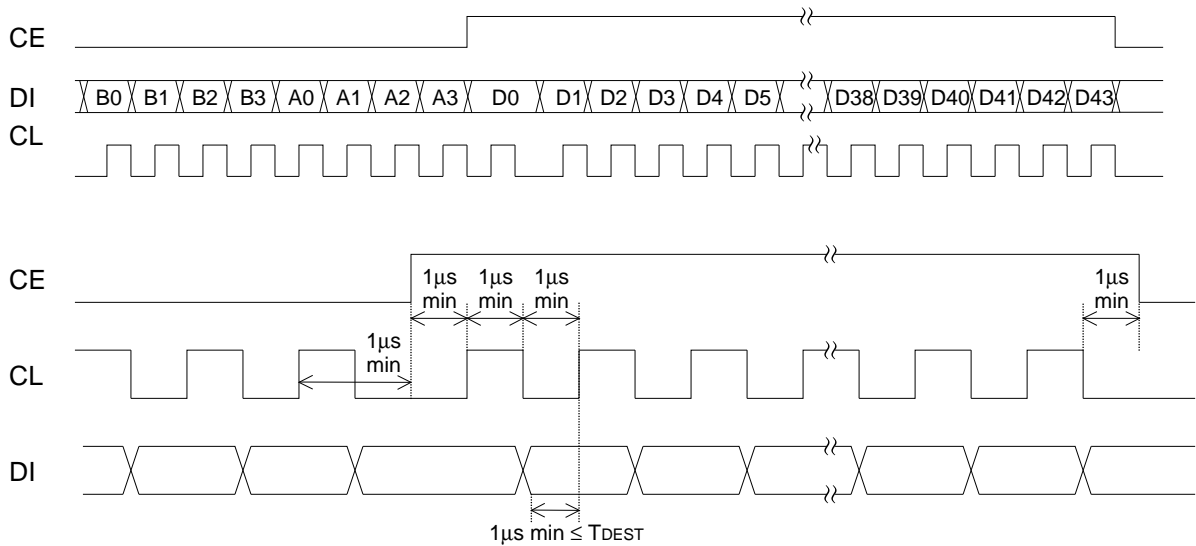 CE
DI B0 B1 B2 B3 A0 A1 A2 A3 D0 D1 D2 D3 D4 D5 D38 D39 D40 D41 D42 D43
CL
CE
1µs min
1µs min
1µs min
1µs min
1µs min
CL
DI
1µs min ≤ TDEST